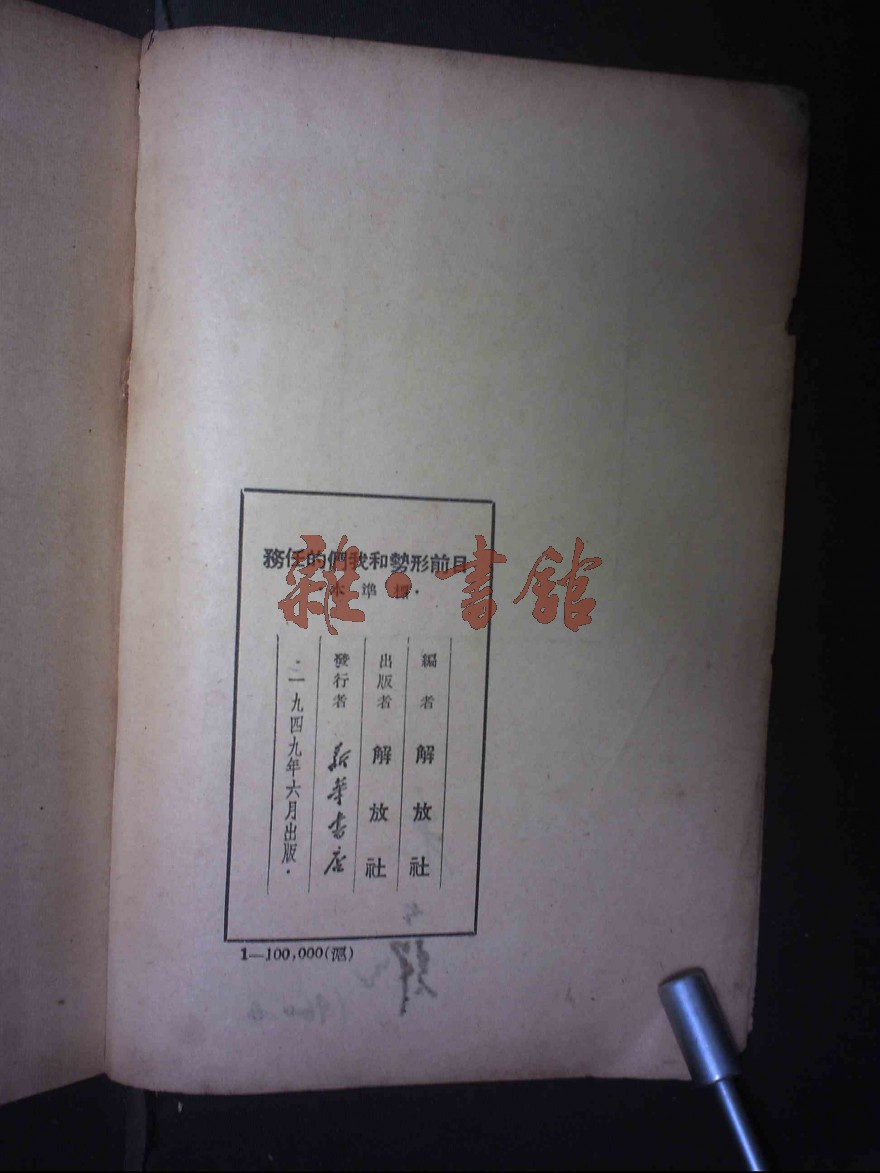 目前形勢和我們的任務
・標準本
雜・書館
編者 解放社
出版者 解放社
發行者 新華書店
・一九四九年六月出版・
1—100,000(滬)